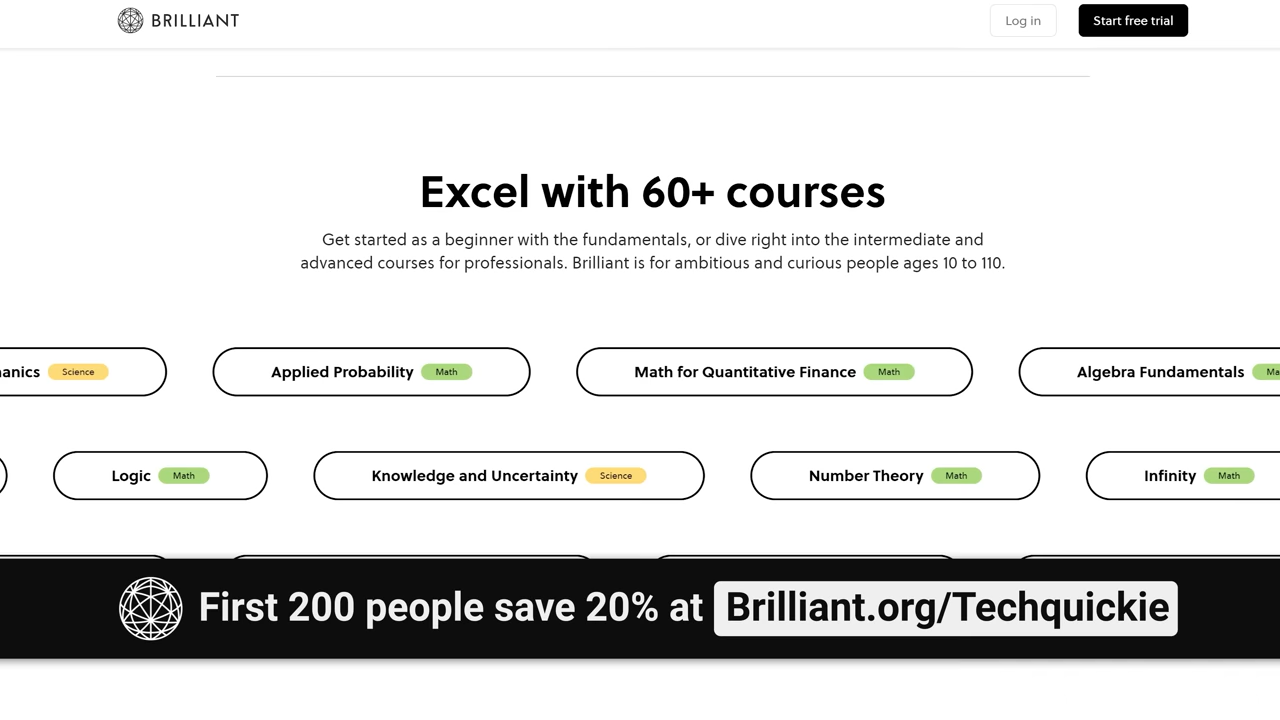 BRILLIANT
Log in
Start free trial
Excel with 60+ courses
Get started as a beginner with the fundamentals, or dive right into the intermediate and
advanced courses for professionals. Brilliant is for ambitious and curious people ages 10 to 110.
anics Science Applied Probability Math Math for Quantitative Finance Math Algebra Fundamentals Ma
Logic Math Knowledge and Uncertainty Science Number Theory Math Infinity Math
First 200 people save 20% at Brilliant.org/Techquickie